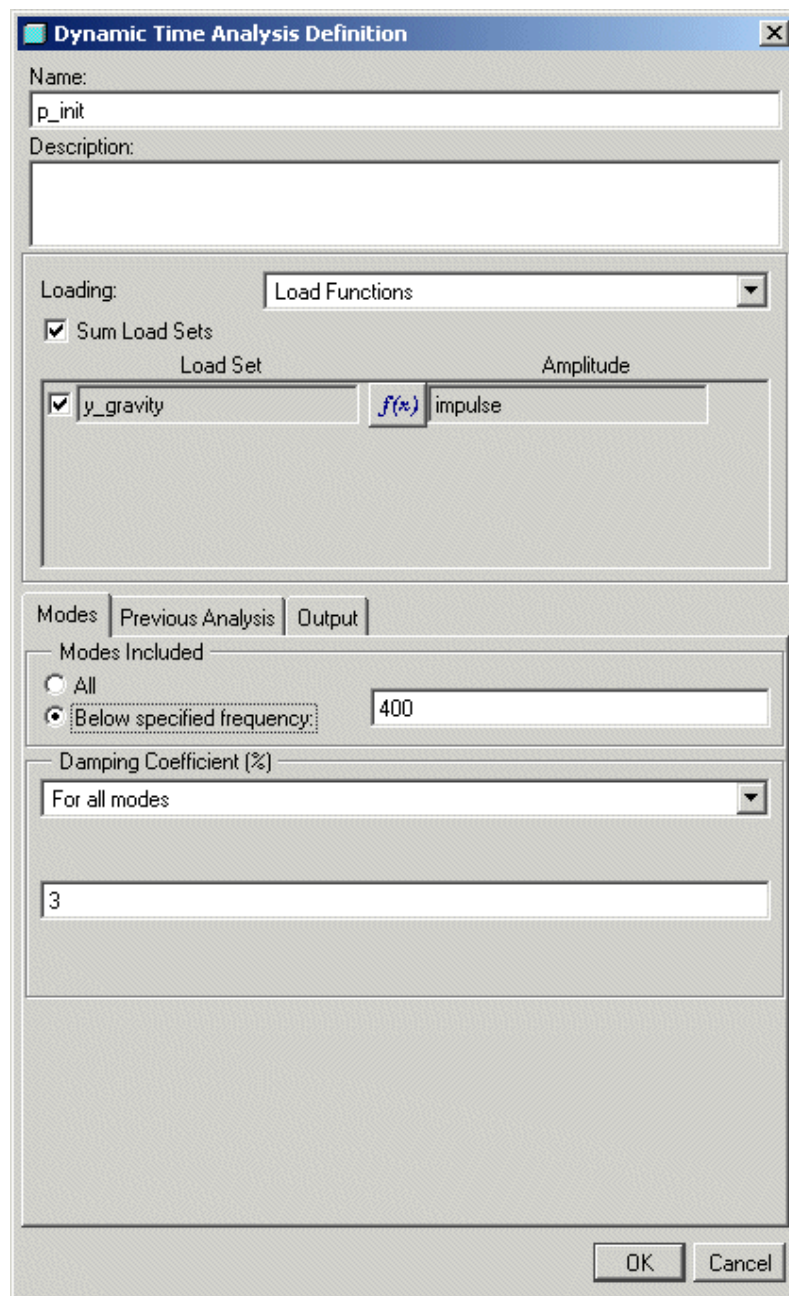 Dynamic Time Analysis Definition
Name:
p_init
Description:
Loading: Load Functions
Sum Load Sets
Load Set Amplitude
y_gravity f(x) impulse
Modes Previous Analysis Output
Modes Included
All
Below specified frequency: 400
Damping Coefficient (%)
For all modes
3
OK Cancel